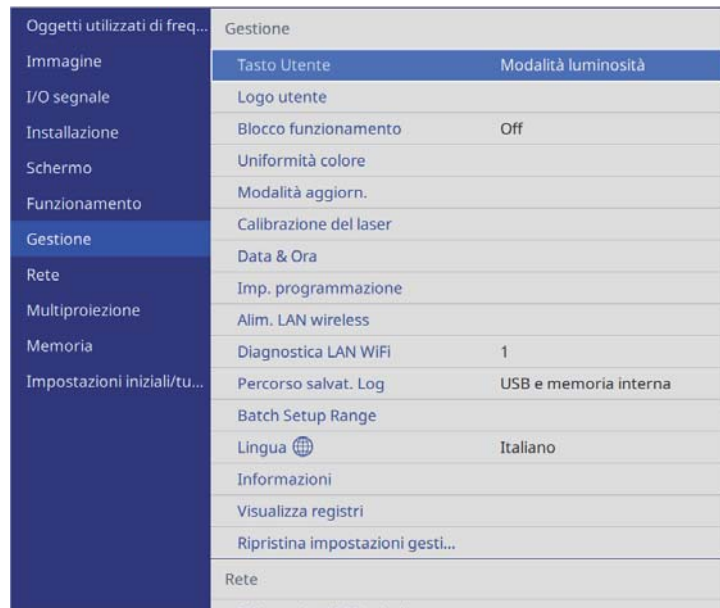 Oggetti utilizzati di freq...
Immagine
I/O segnale
Installazione
Schermo
Funzionamento
Gestione
Rete
Multiproiezione
Memoria
Impostazioni iniziali/tu...
Gestione
Tasto Utente Modalità luminosità
Logo utente
Blocco funzionamento Off
Uniformità colore
Modalità aggiorn.
Calibrazione del laser
Data & Ora
Imp. programmazione
Alim. LAN wireless
Diagnostica LAN WiFi 1
Percorso salvat. Log USB e memoria interna
Batch Setup Range
Lingua Italiano
Informazioni
Visualizza registri
Ripristina impostazioni gesti...
Rete